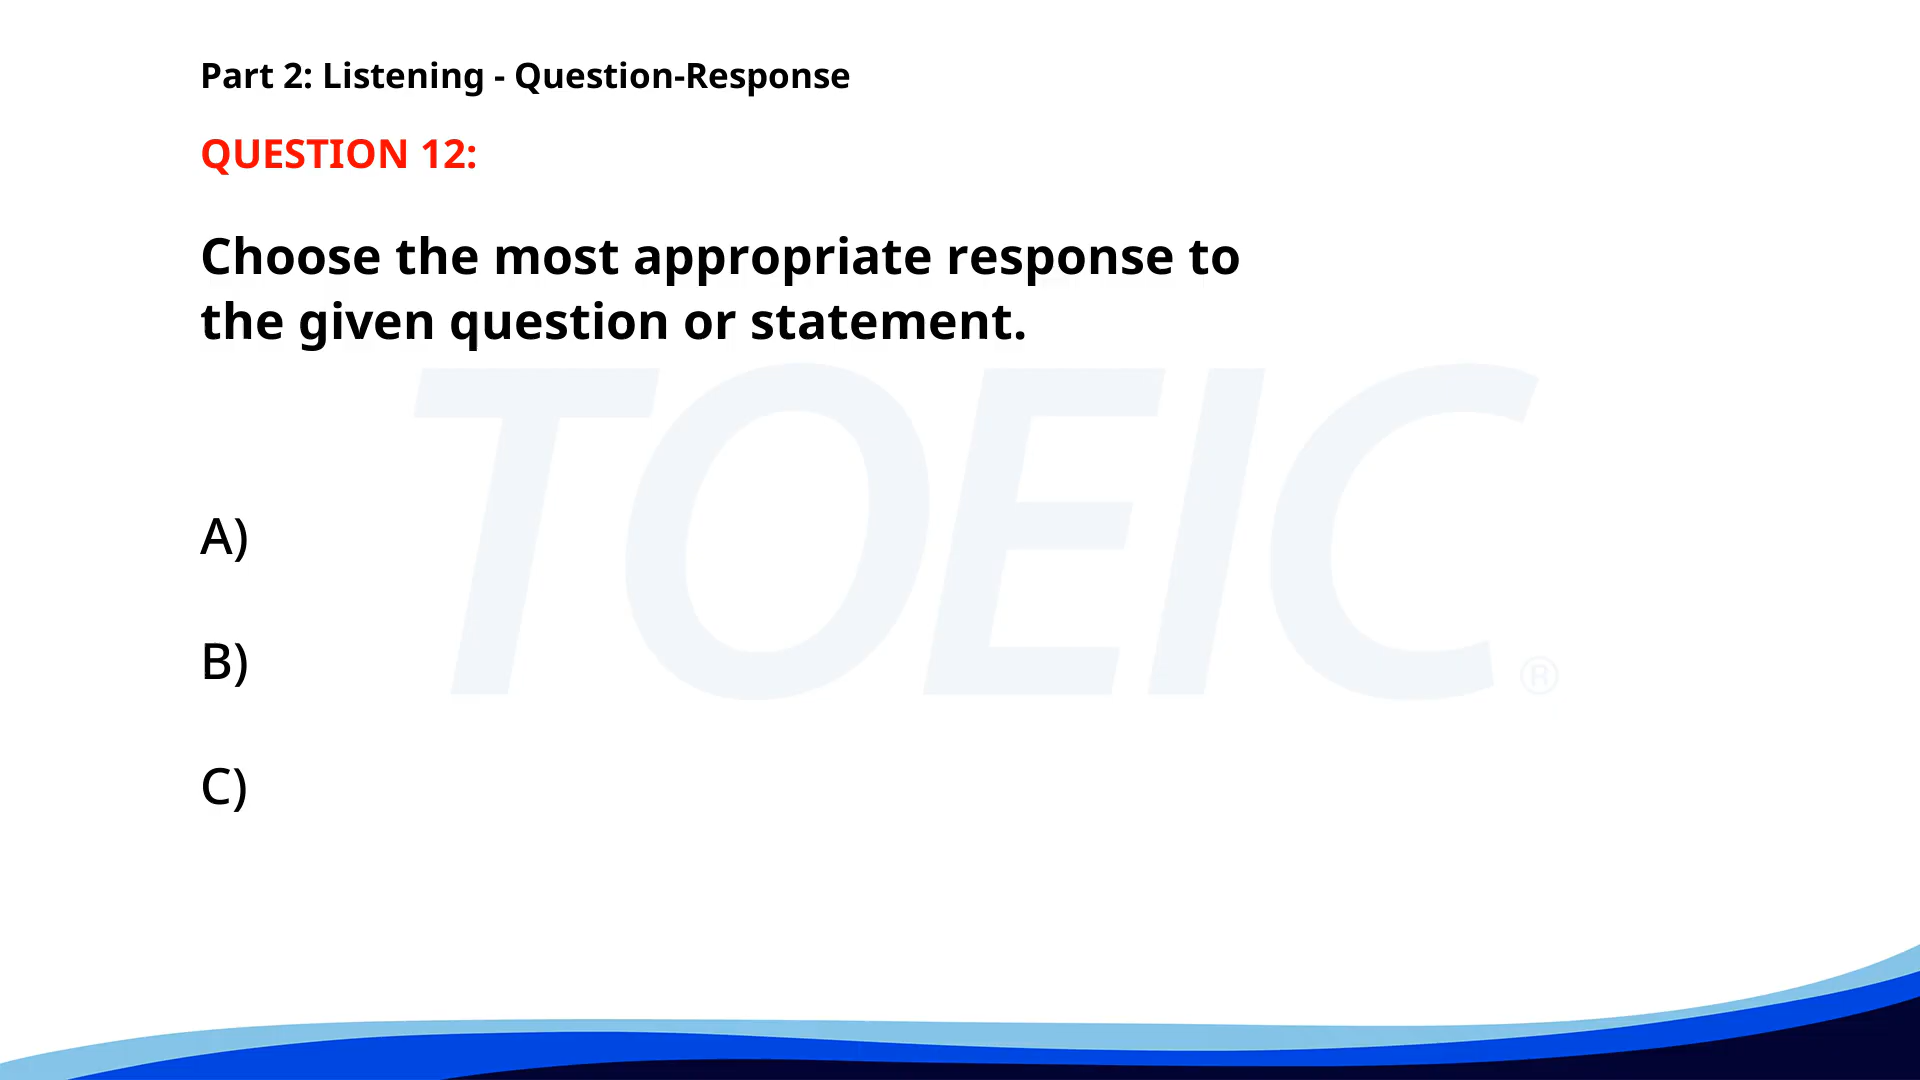 Part 2: Listening - Question-Response
QUESTION 12:
Choose the most appropriate response to
the given question or statement.
TOEIC®
A)
B)
C)